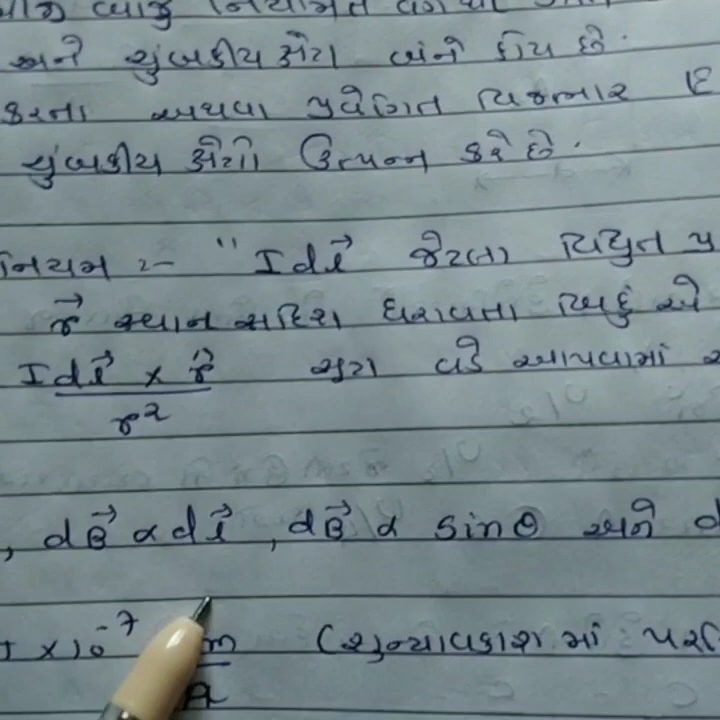 અને ચુંબકીય ક્ષેત્રો બંને હોય છે.
કરતા અથવા પ્રવેગિત વિજભાર
ચુંબકીય ક્ષેત્રો ઉત્પન્ન કરે છે.
નિયમ :- " Idl⃗ જેટલા વિદ્યુત પ્ર
r⃗ સ્થાન સદિશ ધરાવતા બિંદુ એ
Idl⃗ × r̂ / r² સૂત્ર વડે આપવામાં
, dB⃗ α dl⃗ , dB⃗ α sinθ અને d
× 10⁻⁷ m / A (શૂન્યાવકાશ માં